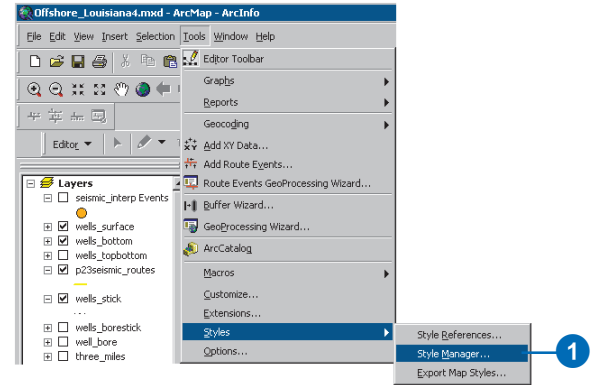 Offshore_Louisiana4.mxd - ArcMap - ArcInfo
File Edit View Insert Selection Tools Window Help
Editor Toolbar
Graphs
Reports
Geocoding
Editor
Add XY Data...
Add Route Events...
Layers
Route Events GeoProcessing Wizard...
seismic_interp Events
Buffer Wizard...
wells_surface
GeoProcessing Wizard...
wells_bottom
ArcCatalog
wells_topbottom
p23seismic_routes
Macros
Customize...
wells_stick
Extensions...
wells_borestick
Styles
Style References...
well_bore
Options...
Style Manager...
1
three_miles
Export Map Styles...